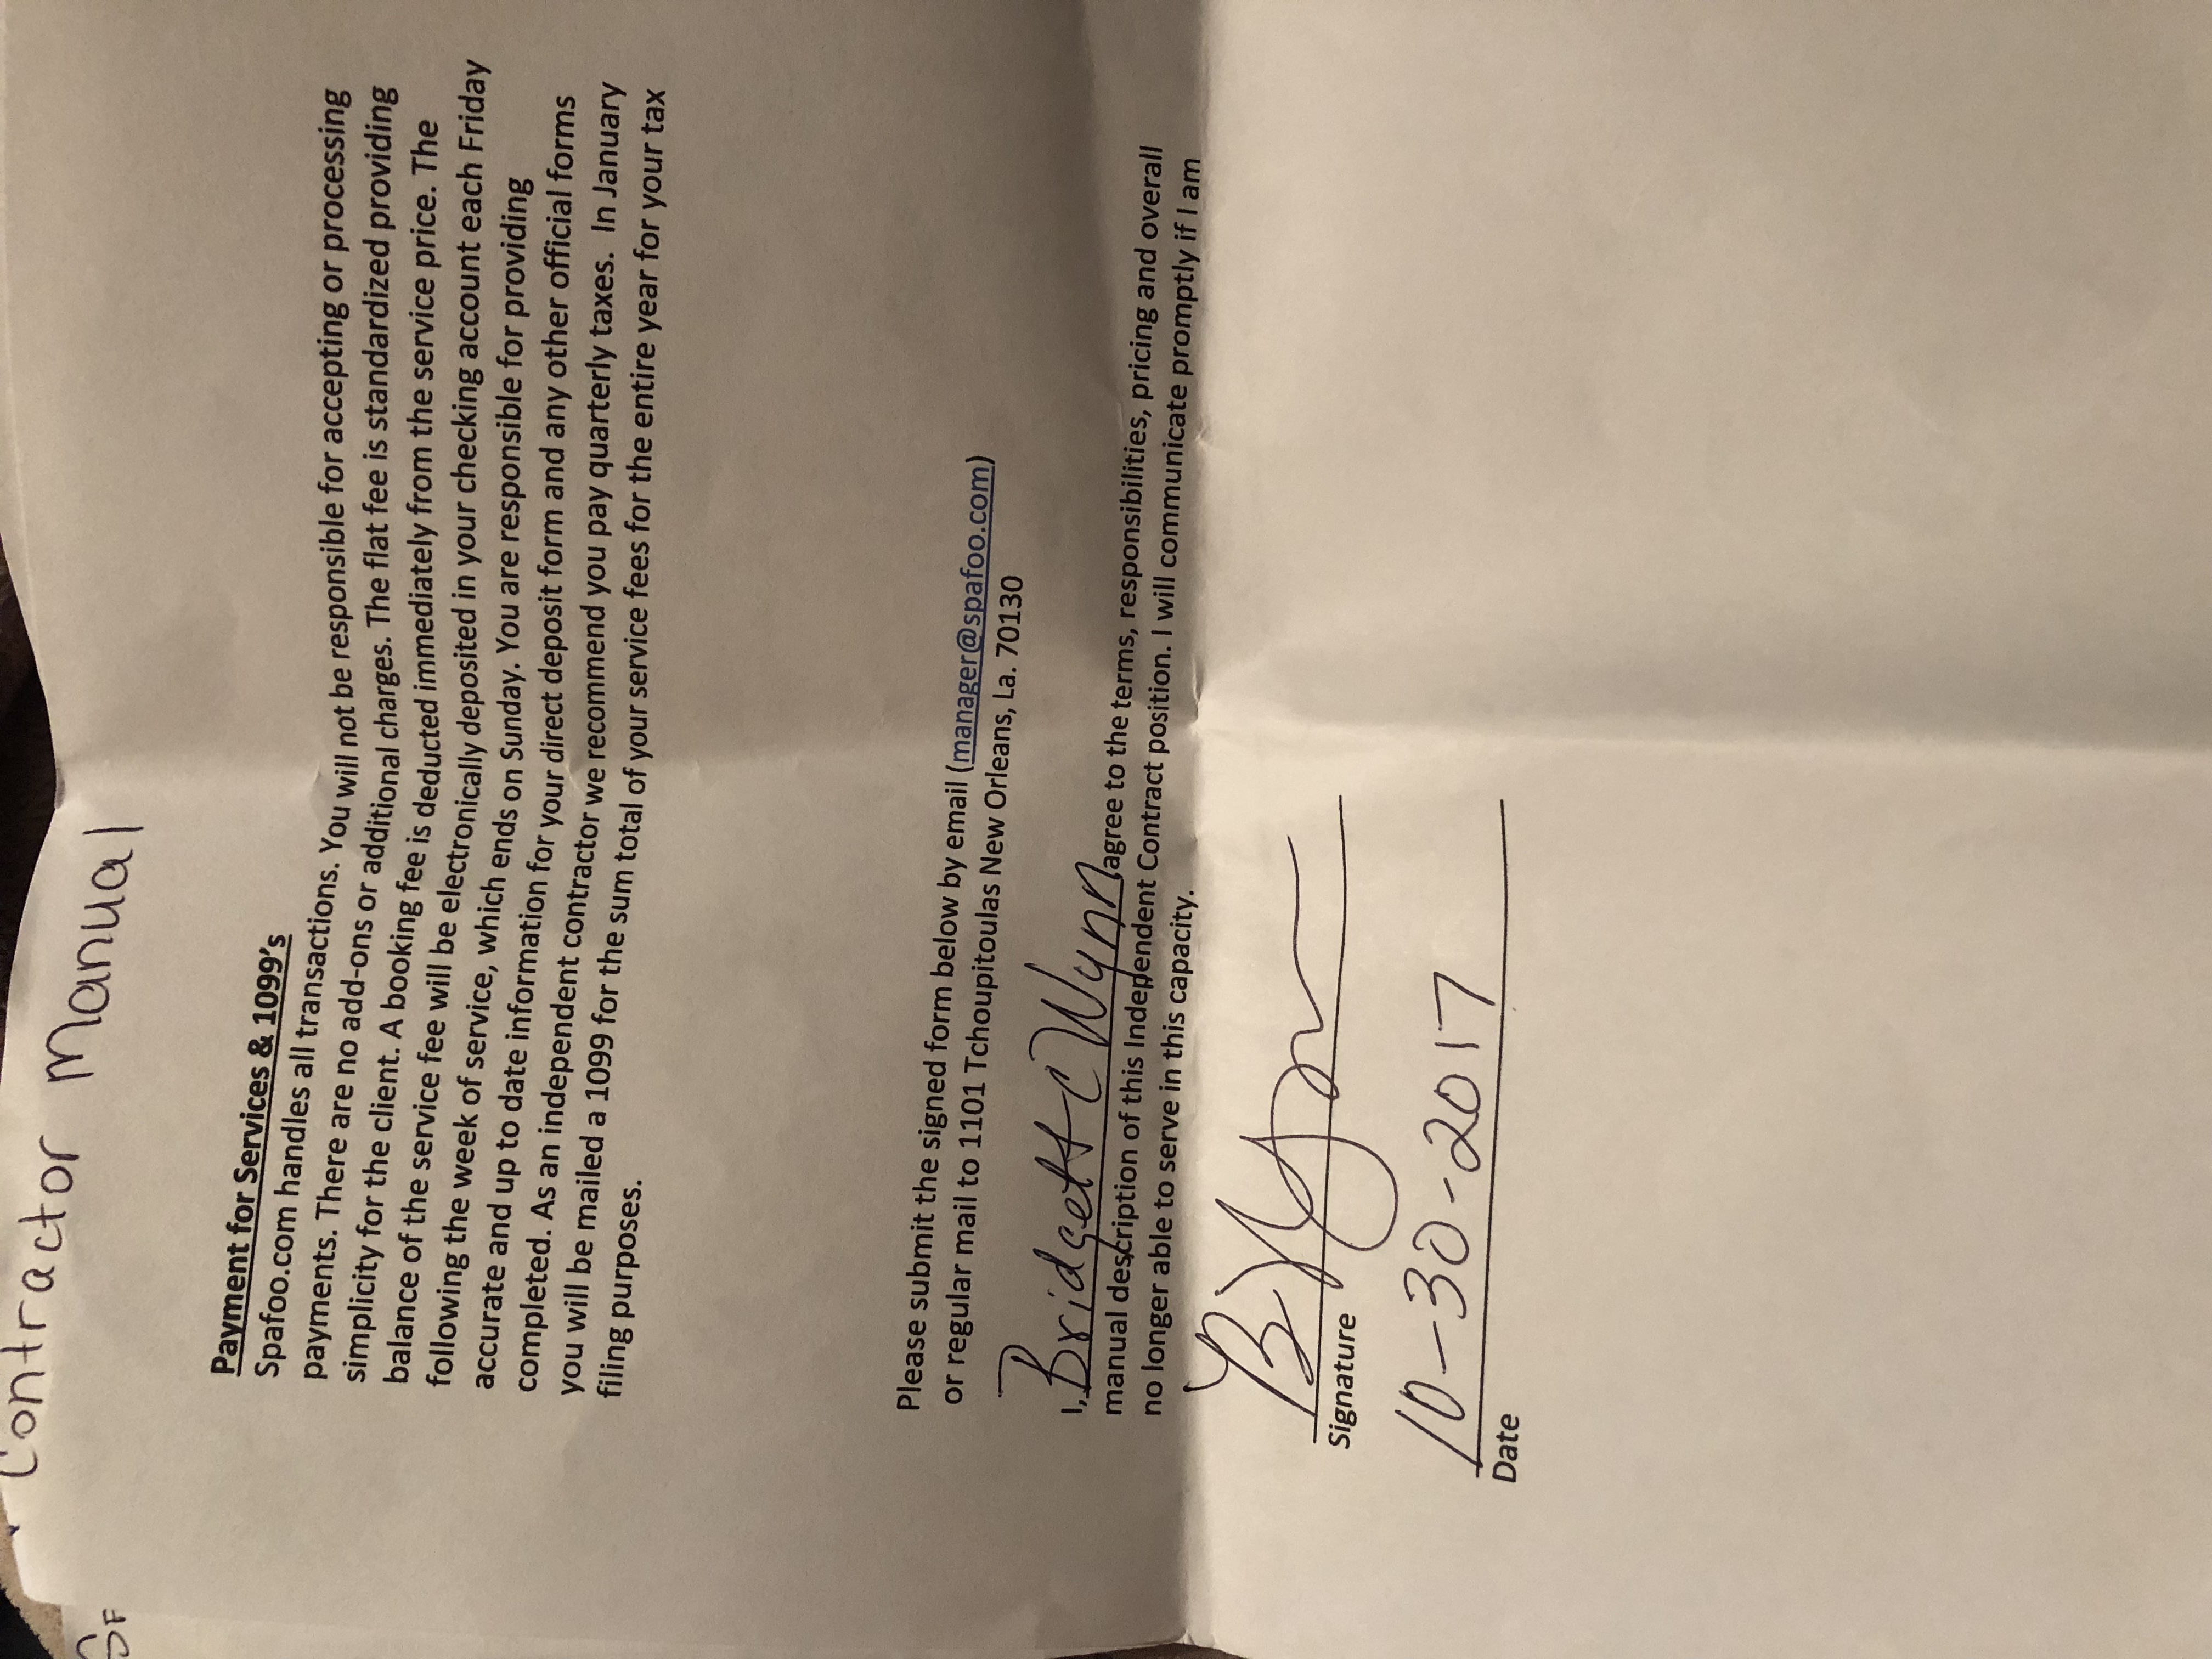 Contractor Manual
SF
Payment for Services & 1099's
Spafoo.com handles all transactions. You will not be responsible for accepting or processing
payments. There are no add-ons or additional charges. The flat fee is standardized providing
simplicity for the client. A booking fee is deducted immediately from the service price. The
balance of the service fee will be electronically deposited in your checking account each Friday
following the week of service, which ends on Sunday. You are responsible for providing
accurate and up to date information for your direct deposit form and any other official forms
completed. As an independent contractor we recommend you pay quarterly taxes. In January
you will be mailed a 1099 for the sum total of your service fees for the entire year for your tax
filing purposes.
Please submit the signed form below by email (manager@spafoo.com)
or regular mail to 1101 Tchoupitoulas New Orleans, La. 70130
I, Bridgett C Wynn agree to the terms, responsibilities, pricing and overall
manual description of this Independent Contract position. I will communicate promptly if I am
no longer able to serve in this capacity.
Signature
10-30-2017
Date